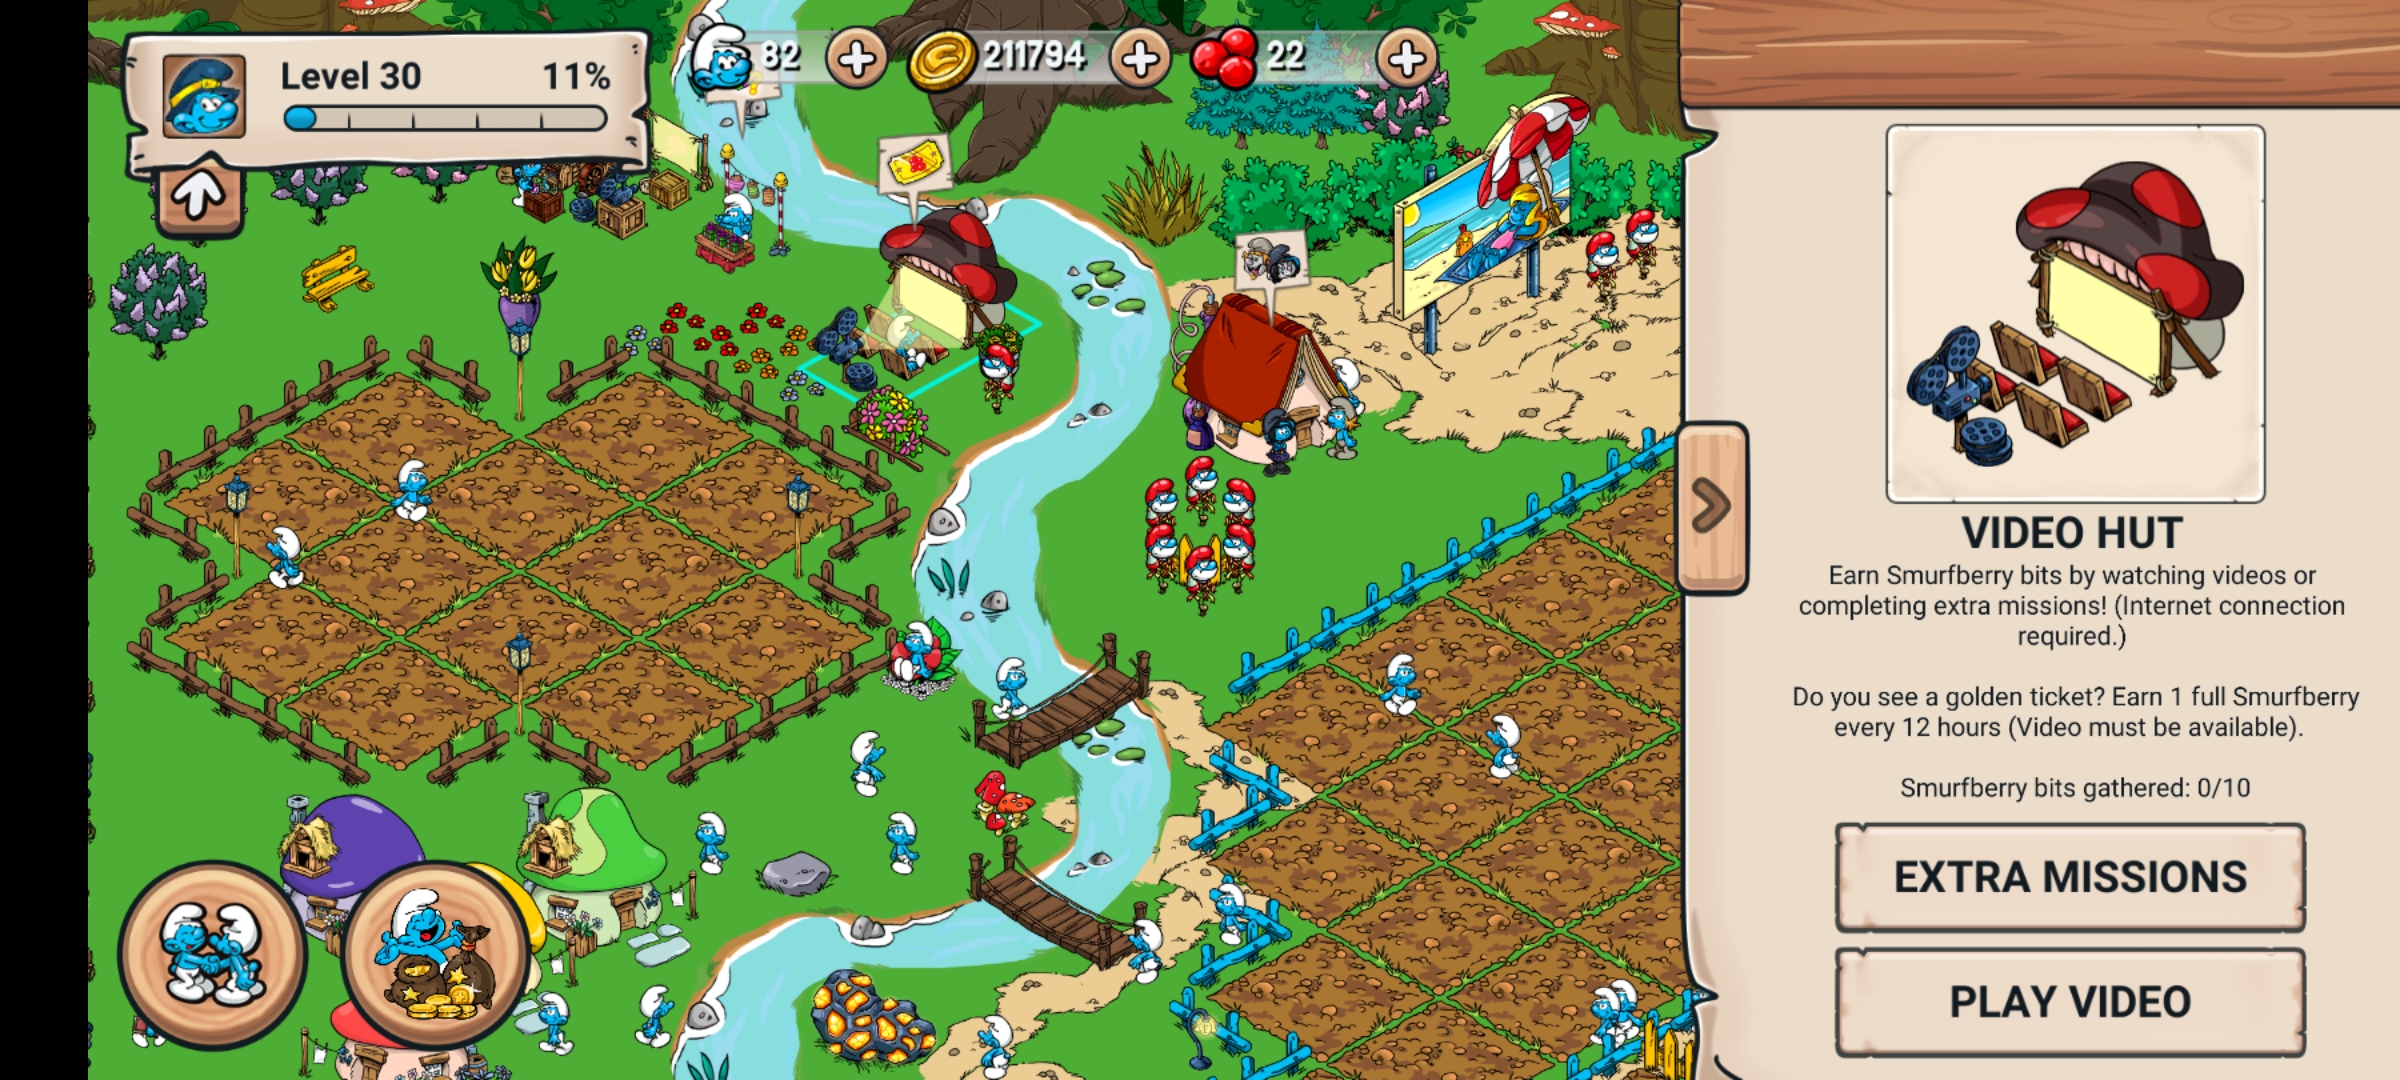 Level 30 11%
82
211794
22
VIDEO HUT
Earn Smurfberry bits by watching videos or
completing extra missions! (Internet connection
required.)
Do you see a golden ticket? Earn 1 full Smurfberry
every 12 hours (Video must be available).
Smurfberry bits gathered: 0/10
EXTRA MISSIONS
PLAY VIDEO